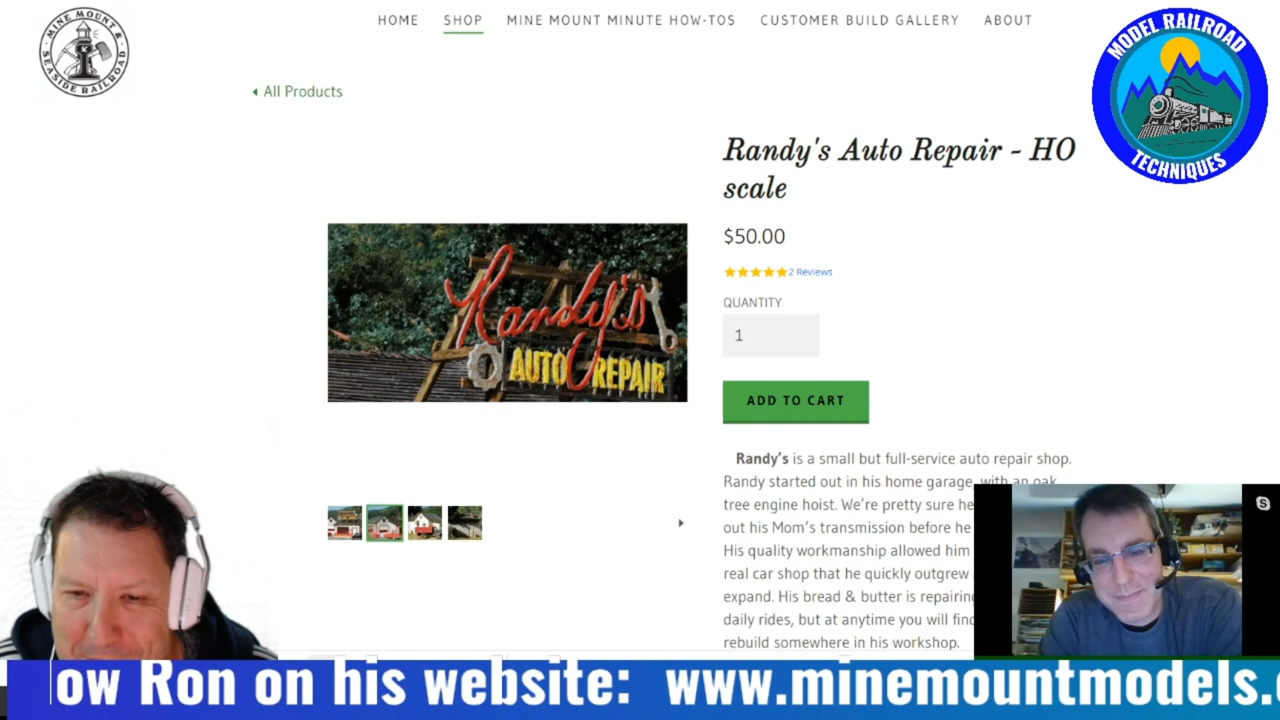 MINE MOUNT &
SEASIDE RAILROAD
HOME SHOP MINE MOUNT MINUTE HOW-TOS CUSTOMER BUILD GALLERY ABOUT
MODEL RAILROAD
TECHNIQUES
All Products
Randy's Auto Repair - HO
scale
$50.00
2 Reviews
QUANTITY
1
ADD TO CART
Randy's
AUTO REPAIR
Randy's is a small but full-service auto repair shop.
Randy started out in his home garage, with an oak
tree engine hoist. We're pretty sure he
out his Mom's transmission before he
His quality workmanship allowed him
real car shop that he quickly outgrew
expand. His bread & butter is repairing
daily rides, but at anytime you will find
rebuild somewhere in his workshop.
ow Ron on his website: www.minemountmodels.